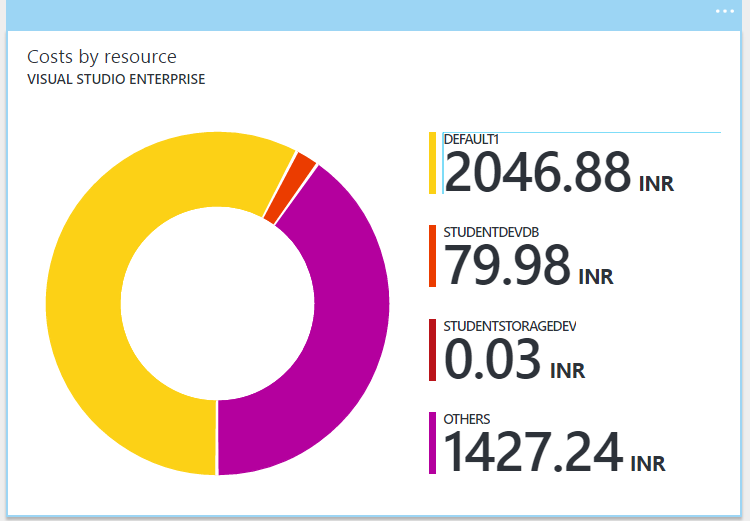 Costs by resource
VISUAL STUDIO ENTERPRISE
DEFAULT1
2046.88 INR
STUDENTDEVDB
79.98 INR
STUDENTSTORAGEDEV
0.03 INR
OTHERS
1427.24 INR